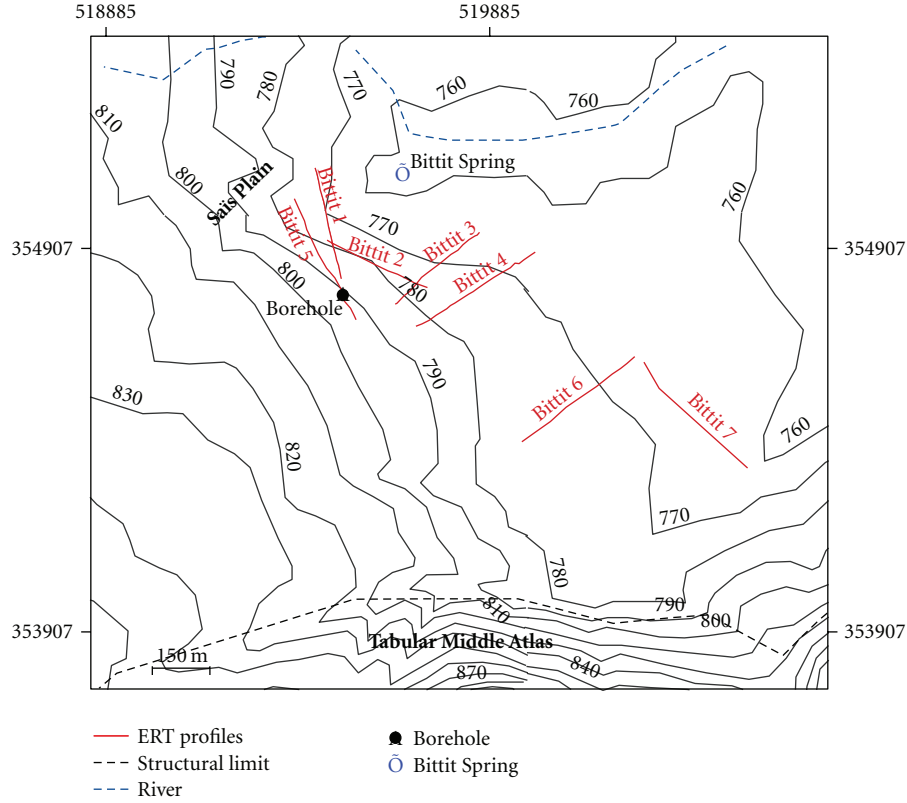 518885
519885
790
780
770
760
760
810
800
Saïs Plain
Õ
Bittit Spring
760
Bittit 1
Bittit 5
770
Bittit 3
Bittit 2
354907
354907
800
780
Bittit 4
Borehole
790
830
Bittit 6
Bittit 7
760
820
770
780
790
800
810
353907
353907
Tabular Middle Atlas
150 m
840
870
ERT profiles
Structural limit
River
Borehole
Õ Bittit Spring